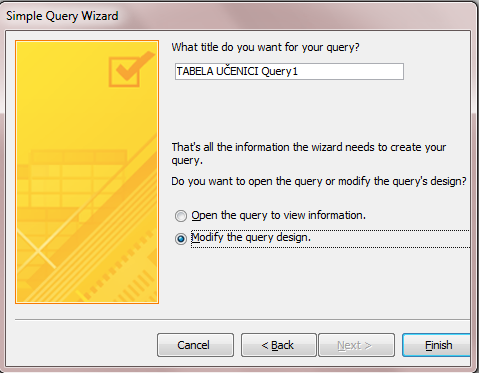 Simple Query Wizard
What title do you want for your query?
TABELA UČENICI Query1
That's all the information the wizard needs to create your
query.
Do you want to open the query or modify the query's design?
Open the query to view information.
Modify the query design.
Cancel
< Back
Next >
Finish